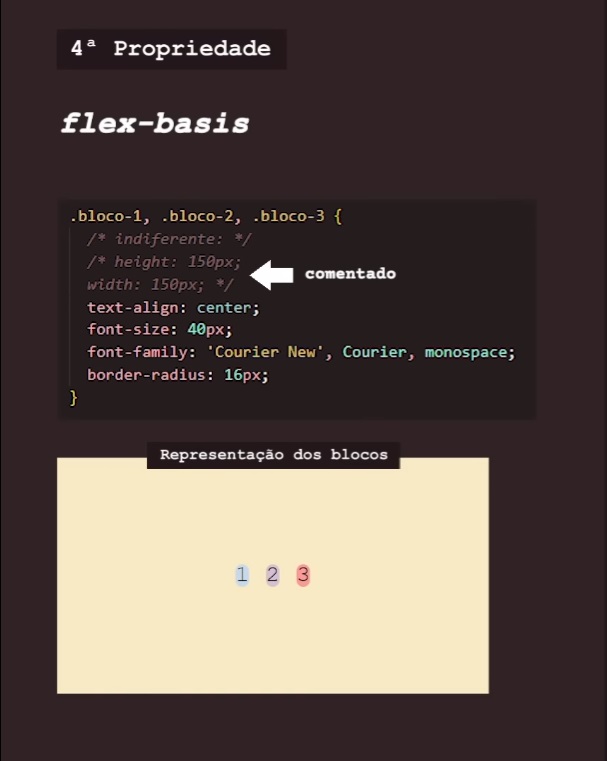 4ª Propriedade
flex-basis
.bloco-1, .bloco-2, .bloco-3 {
/* indiferente: */
/* height: 150px;
width: 150px; */
comentado
text-align: center;
font-size: 40px;
font-family: 'Courier New', Courier, monospace;
border-radius: 16px;
}
Representação dos blocos
1 2 3